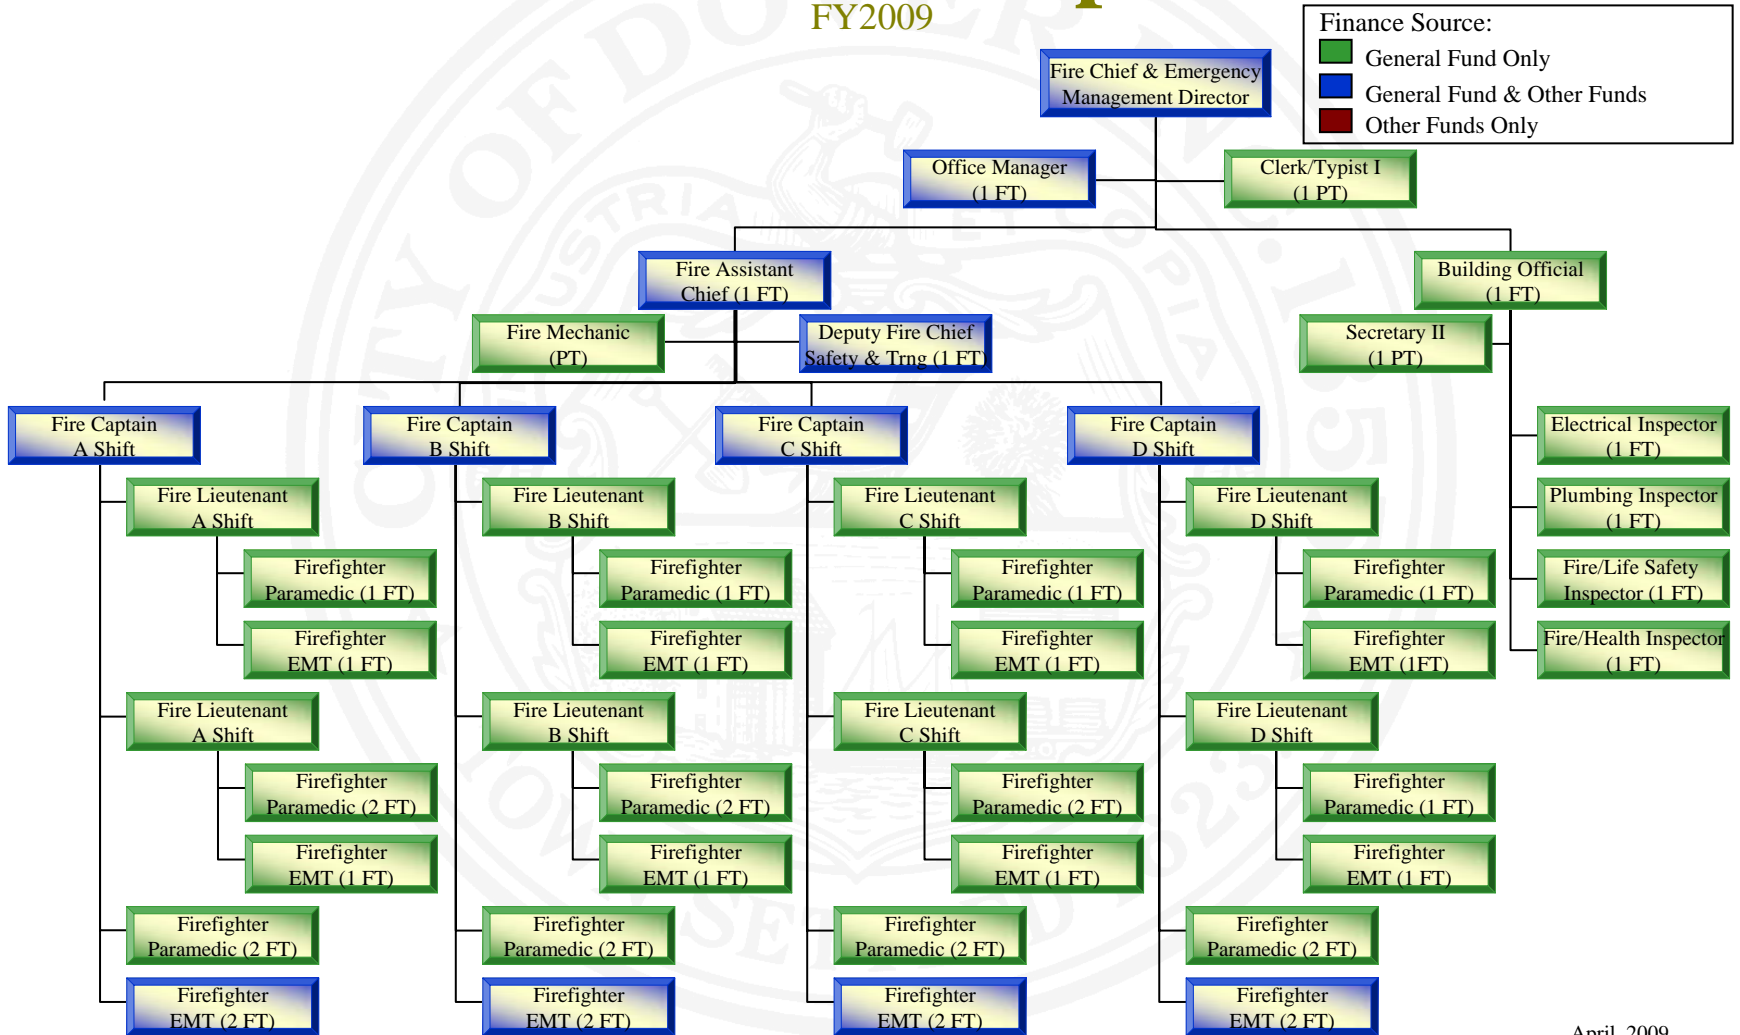 FY2009
Finance Source:
General Fund Only
General Fund & Other Funds
Other Funds Only
Fire Chief & Emergency
Management Director
Office Manager
(1 FT)
Clerk/Typist I
(1 PT)
Fire Assistant
Chief (1 FT)
Building Official
(1 FT)
Fire Mechanic
(PT)
Deputy Fire Chief
Safety & Trng (1 FT)
Secretary II
(1 PT)
Fire Captain
A Shift
Fire Captain
B Shift
Fire Captain
C Shift
Fire Captain
D Shift
Electrical Inspector
(1 FT)
Plumbing Inspector
(1 FT)
Fire/Life Safety
Inspector (1 FT)
Fire/Health Inspector
(1 FT)
Fire Lieutenant
A Shift
Firefighter
Paramedic (1 FT)
Firefighter
EMT (1 FT)
Fire Lieutenant
A Shift
Firefighter
Paramedic (2 FT)
Firefighter
EMT (1 FT)
Firefighter
Paramedic (2 FT)
Firefighter
EMT (2 FT)
Fire Lieutenant
B Shift
Firefighter
Paramedic (1 FT)
Firefighter
EMT (1 FT)
Fire Lieutenant
B Shift
Firefighter
Paramedic (2 FT)
Firefighter
EMT (1 FT)
Firefighter
Paramedic (2 FT)
Firefighter
EMT (2 FT)
Fire Lieutenant
C Shift
Firefighter
Paramedic (1 FT)
Firefighter
EMT (1 FT)
Fire Lieutenant
C Shift
Firefighter
Paramedic (2 FT)
Firefighter
EMT (1 FT)
Firefighter
Paramedic (2 FT)
Firefighter
EMT (2 FT)
Fire Lieutenant
D Shift
Firefighter
Paramedic (1 FT)
Firefighter
EMT (1FT)
Fire Lieutenant
D Shift
Firefighter
Paramedic (1 FT)
Firefighter
EMT (1 FT)
Firefighter
Paramedic (2 FT)
Firefighter
EMT (2 FT)
April, 2009